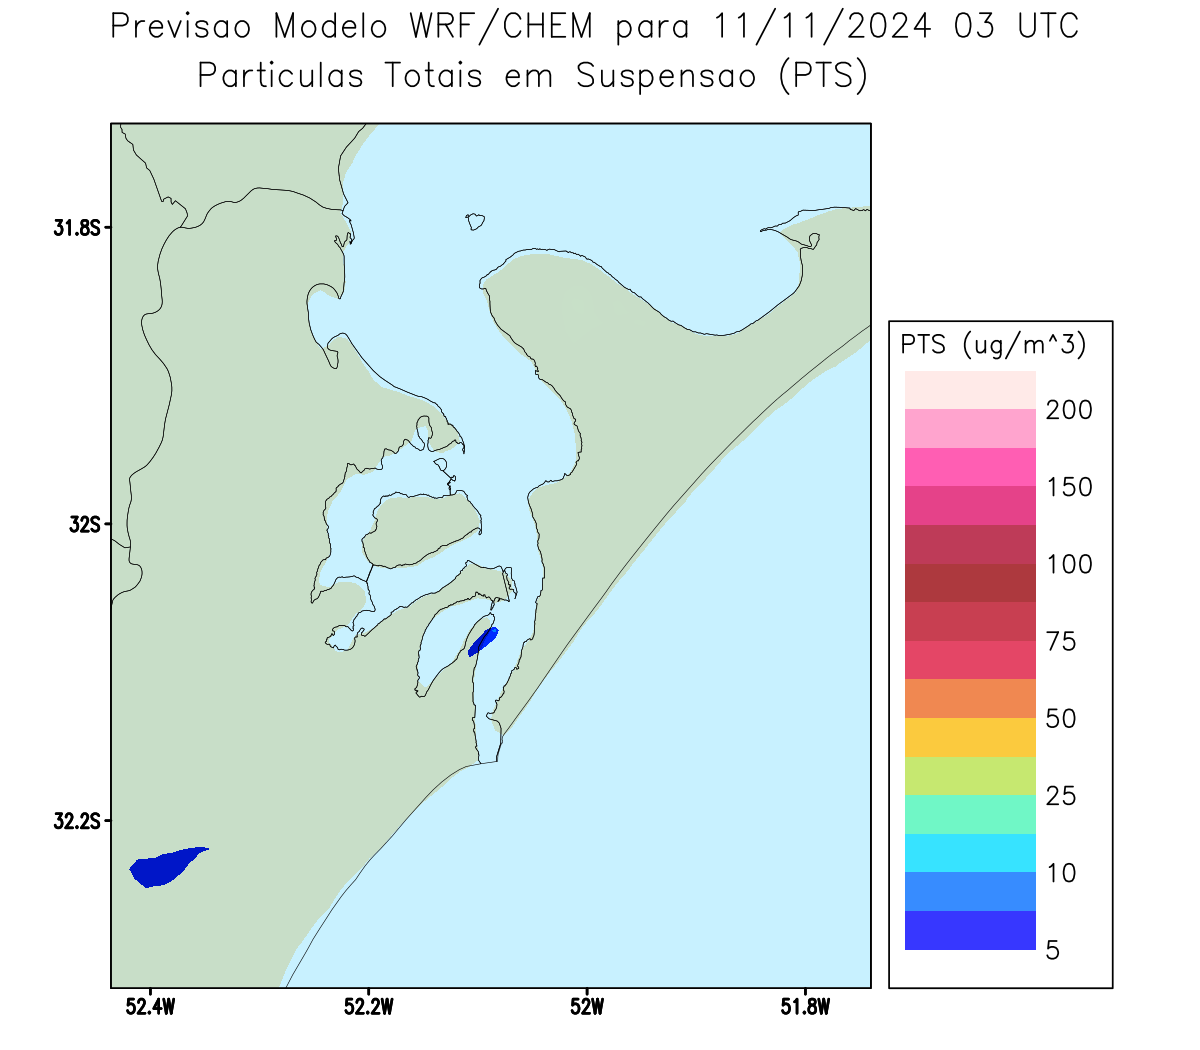 Previsao Modelo WRF/CHEM para 11/11/2024 03 UTC
Particulas Totais em Suspensao (PTS)
31.8S
32S
32.2S
52.4W
52.2W
52W
51.8W
PTS (ug/m^3)
200
150
100
75
50
25
10
5